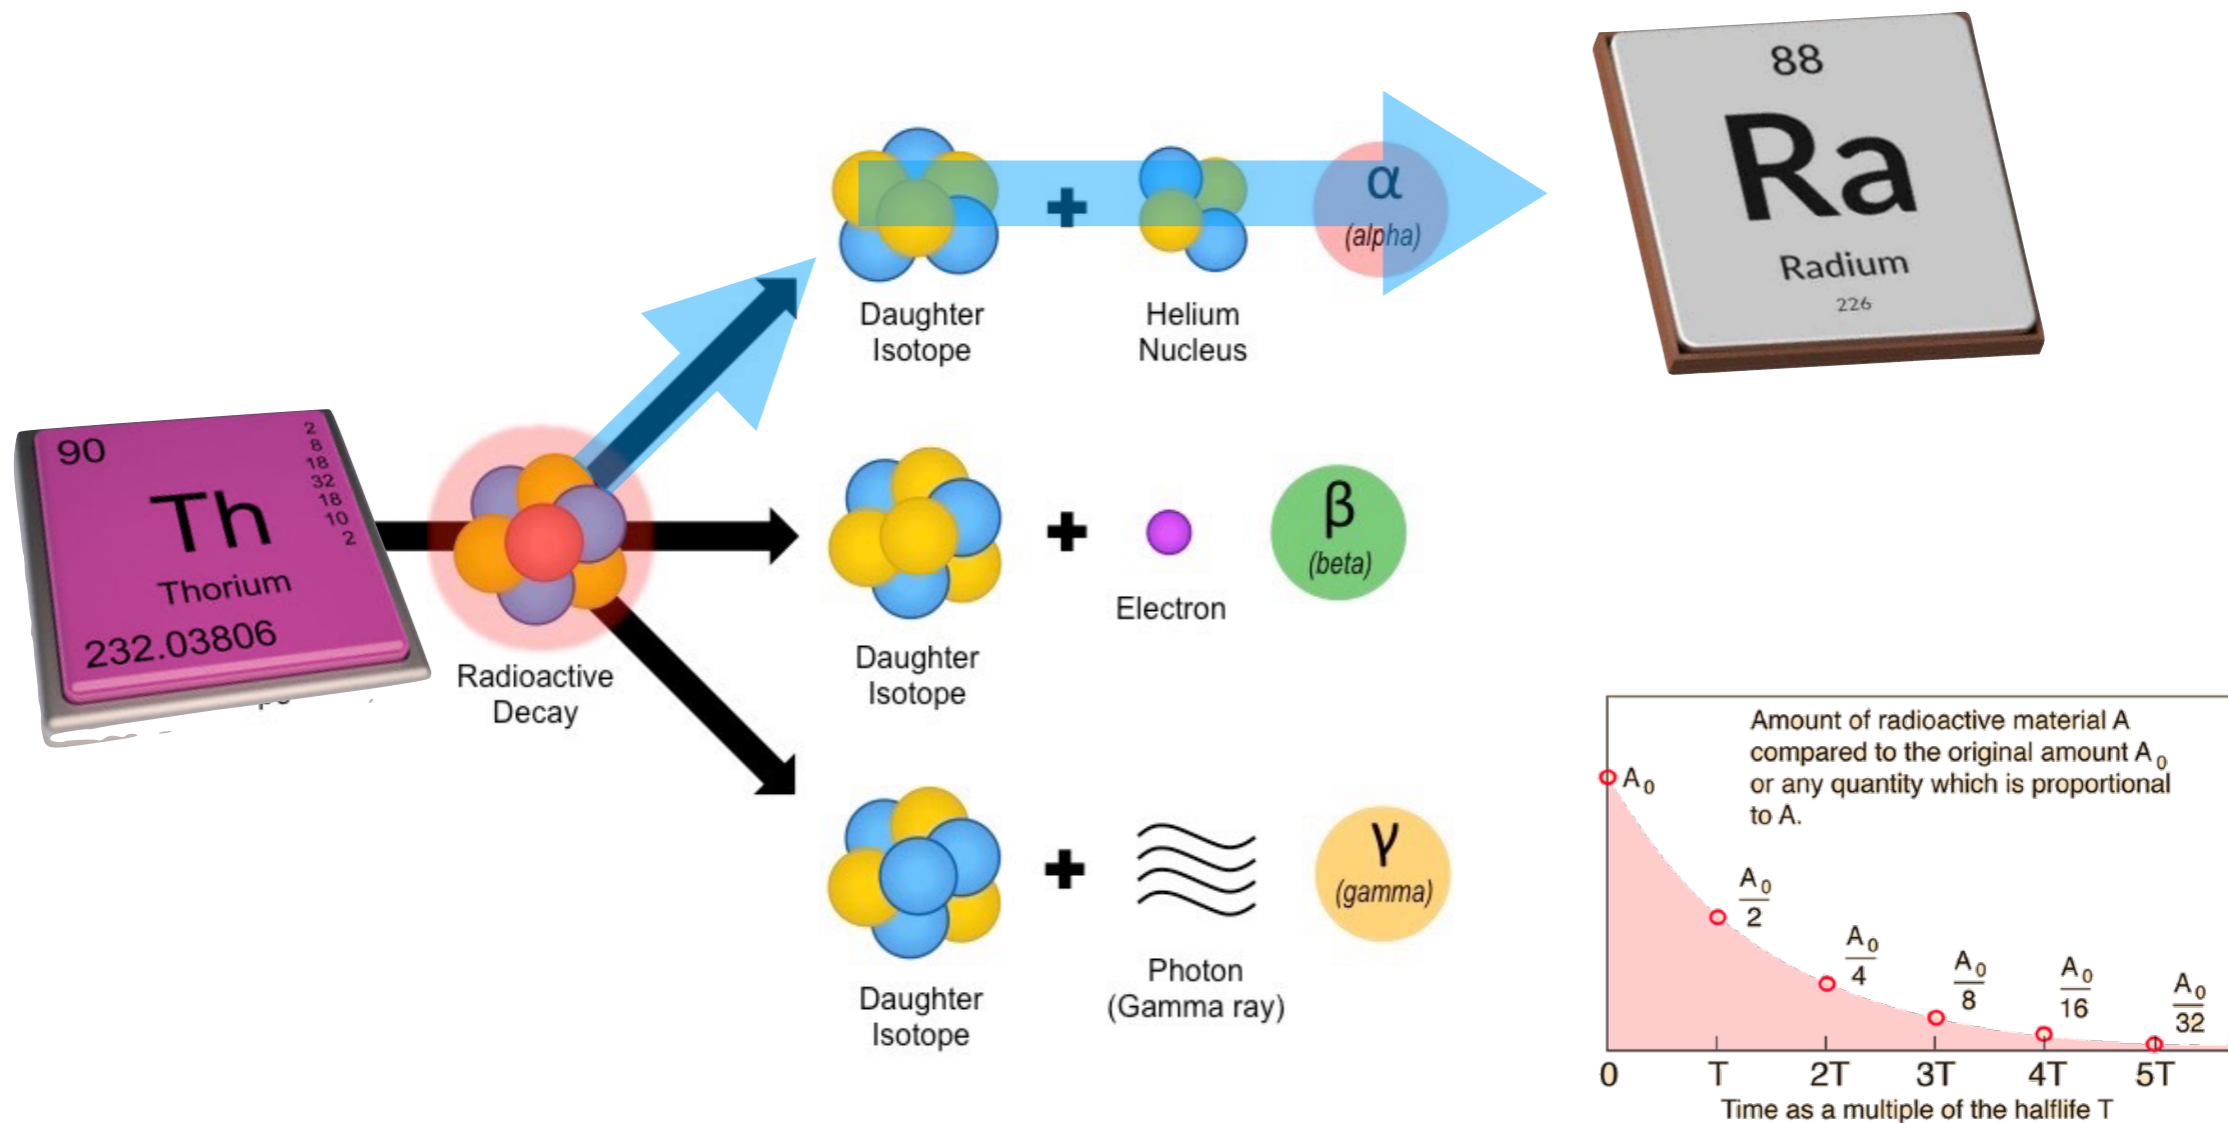 90
2
8
18
32
18
10
2
Th
Thorium
232.03806
Radioactive
Decay
Daughter
Isotope
+
Helium
Nucleus
α
(alpha)
88
Ra
Radium
226
Daughter
Isotope
+
Electron
β
(beta)
Daughter
Isotope
+
Photon
(Gamma ray)
γ
(gamma)
Amount of radioactive material A
compared to the original amount A₀
or any quantity which is proportional
to A.
A₀
A₀/2
A₀/4
A₀/8
A₀/16
A₀/32
0 T 2T 3T 4T 5T
Time as a multiple of the halflife T